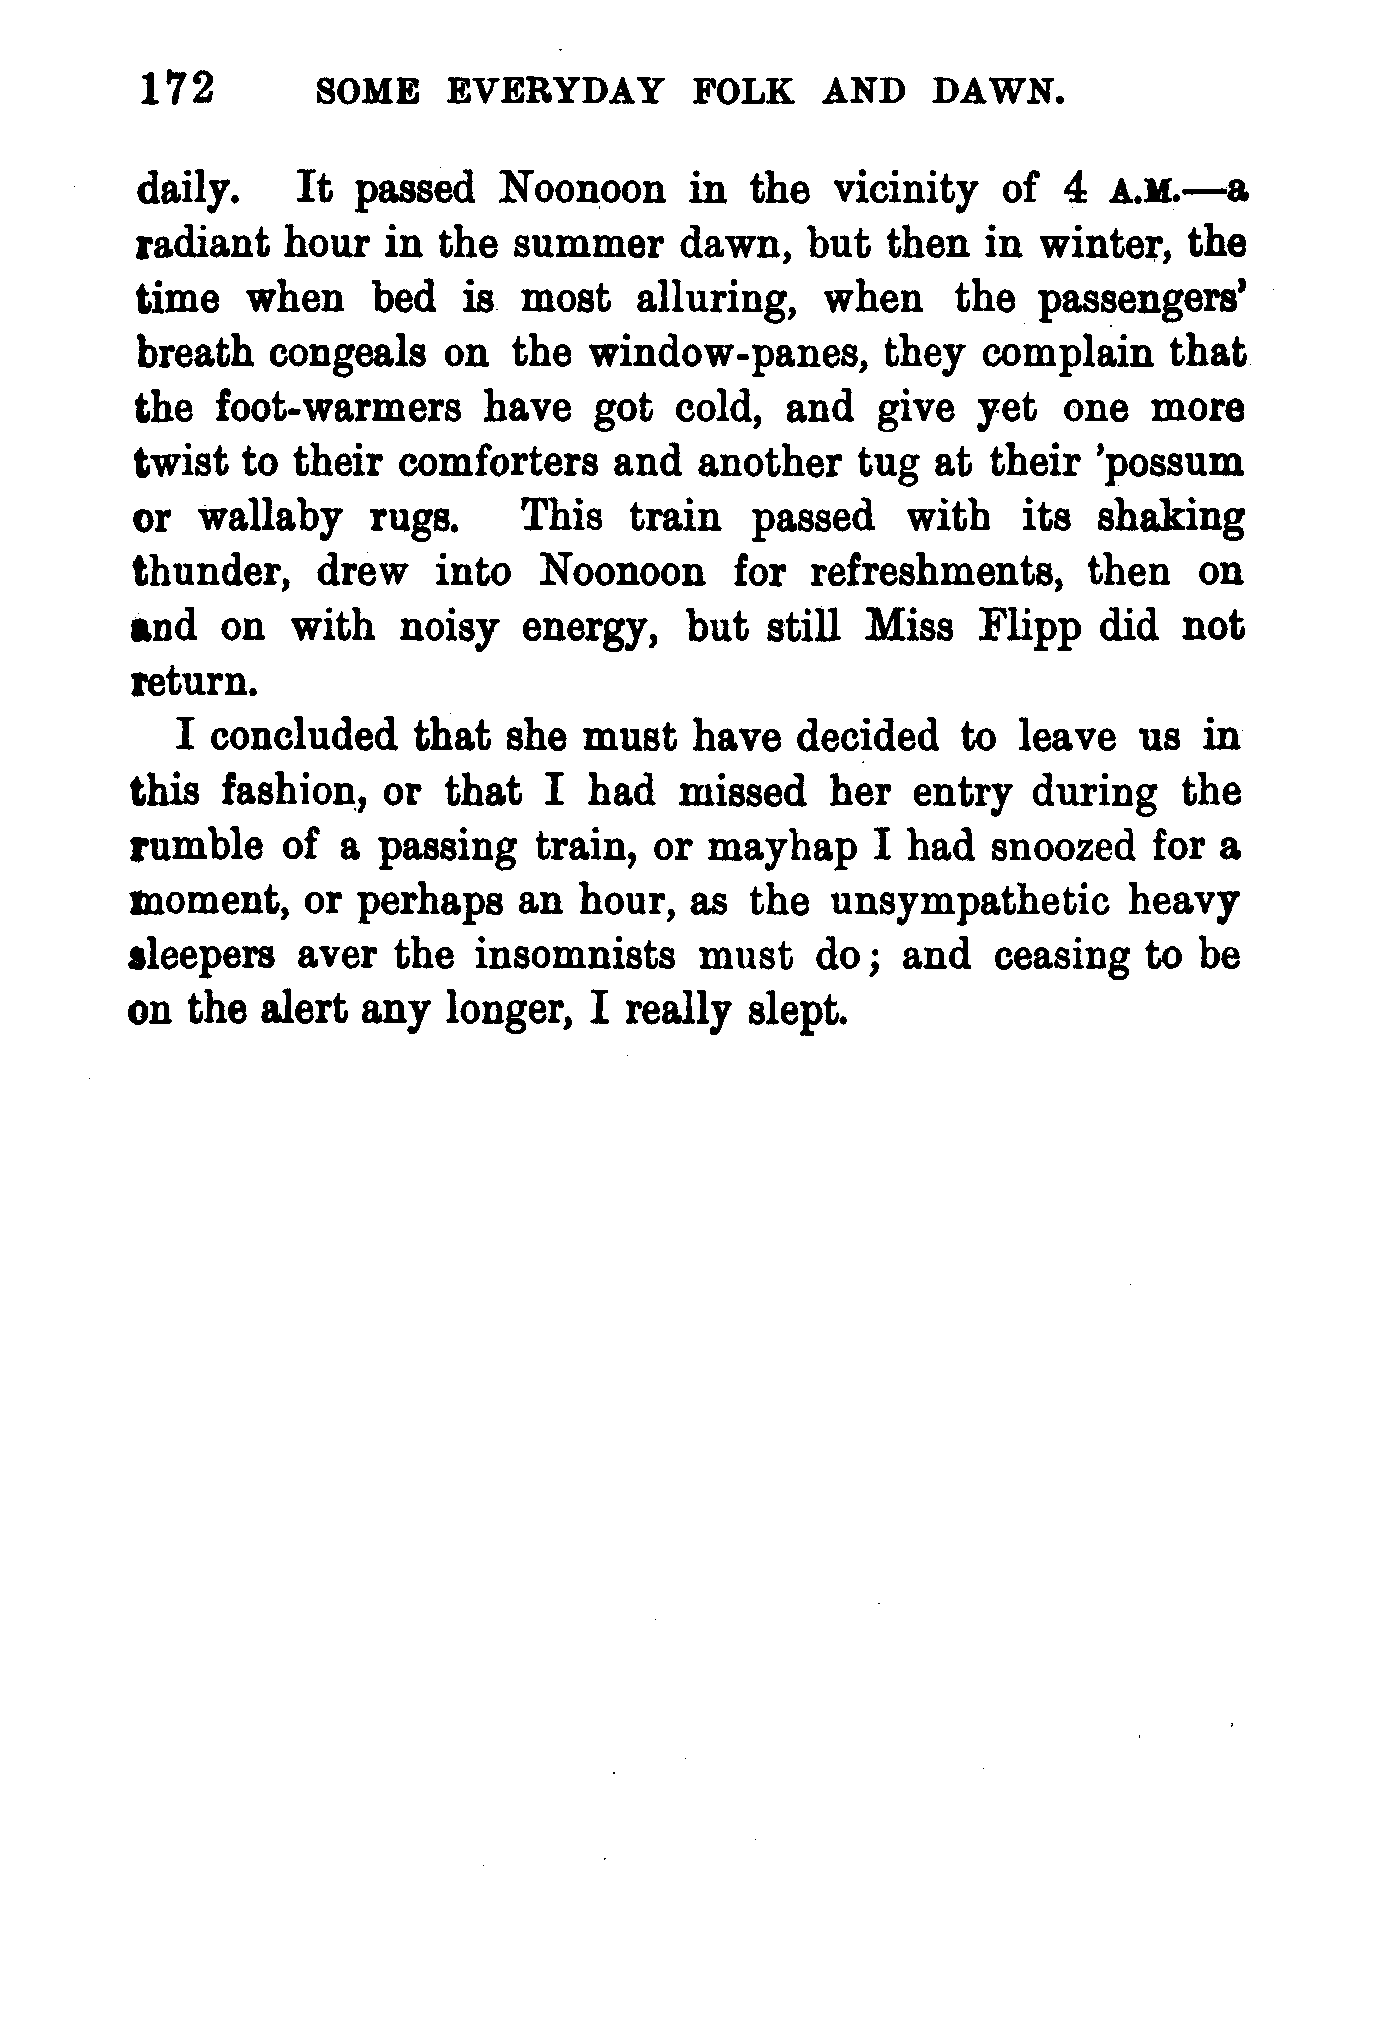 172 SOME EVERYDAY FOLK AND DAWN.
daily. It passed Noonoon in the vicinity of 4 A.M.—a
radiant hour in the summer dawn, but then in winter, the
time when bed is most alluring, when the passengers’
breath congeals on the window-panes, they complain that
the foot-warmers have got cold, and give yet one more
twist to their comforters and another tug at their ’possum
or wallaby rugs. This train passed with its shaking
thunder, drew into Noonoon for refreshments, then on
and on with noisy energy, but still Miss Flipp did not
return.
I concluded that she must have decided to leave us in
this fashion, or that I had missed her entry during the
rumble of a passing train, or mayhap I had snoozed for a
moment, or perhaps an hour, as the unsympathetic heavy
sleepers aver the insomnists must do; and ceasing to be
on the alert any longer, I really slept.